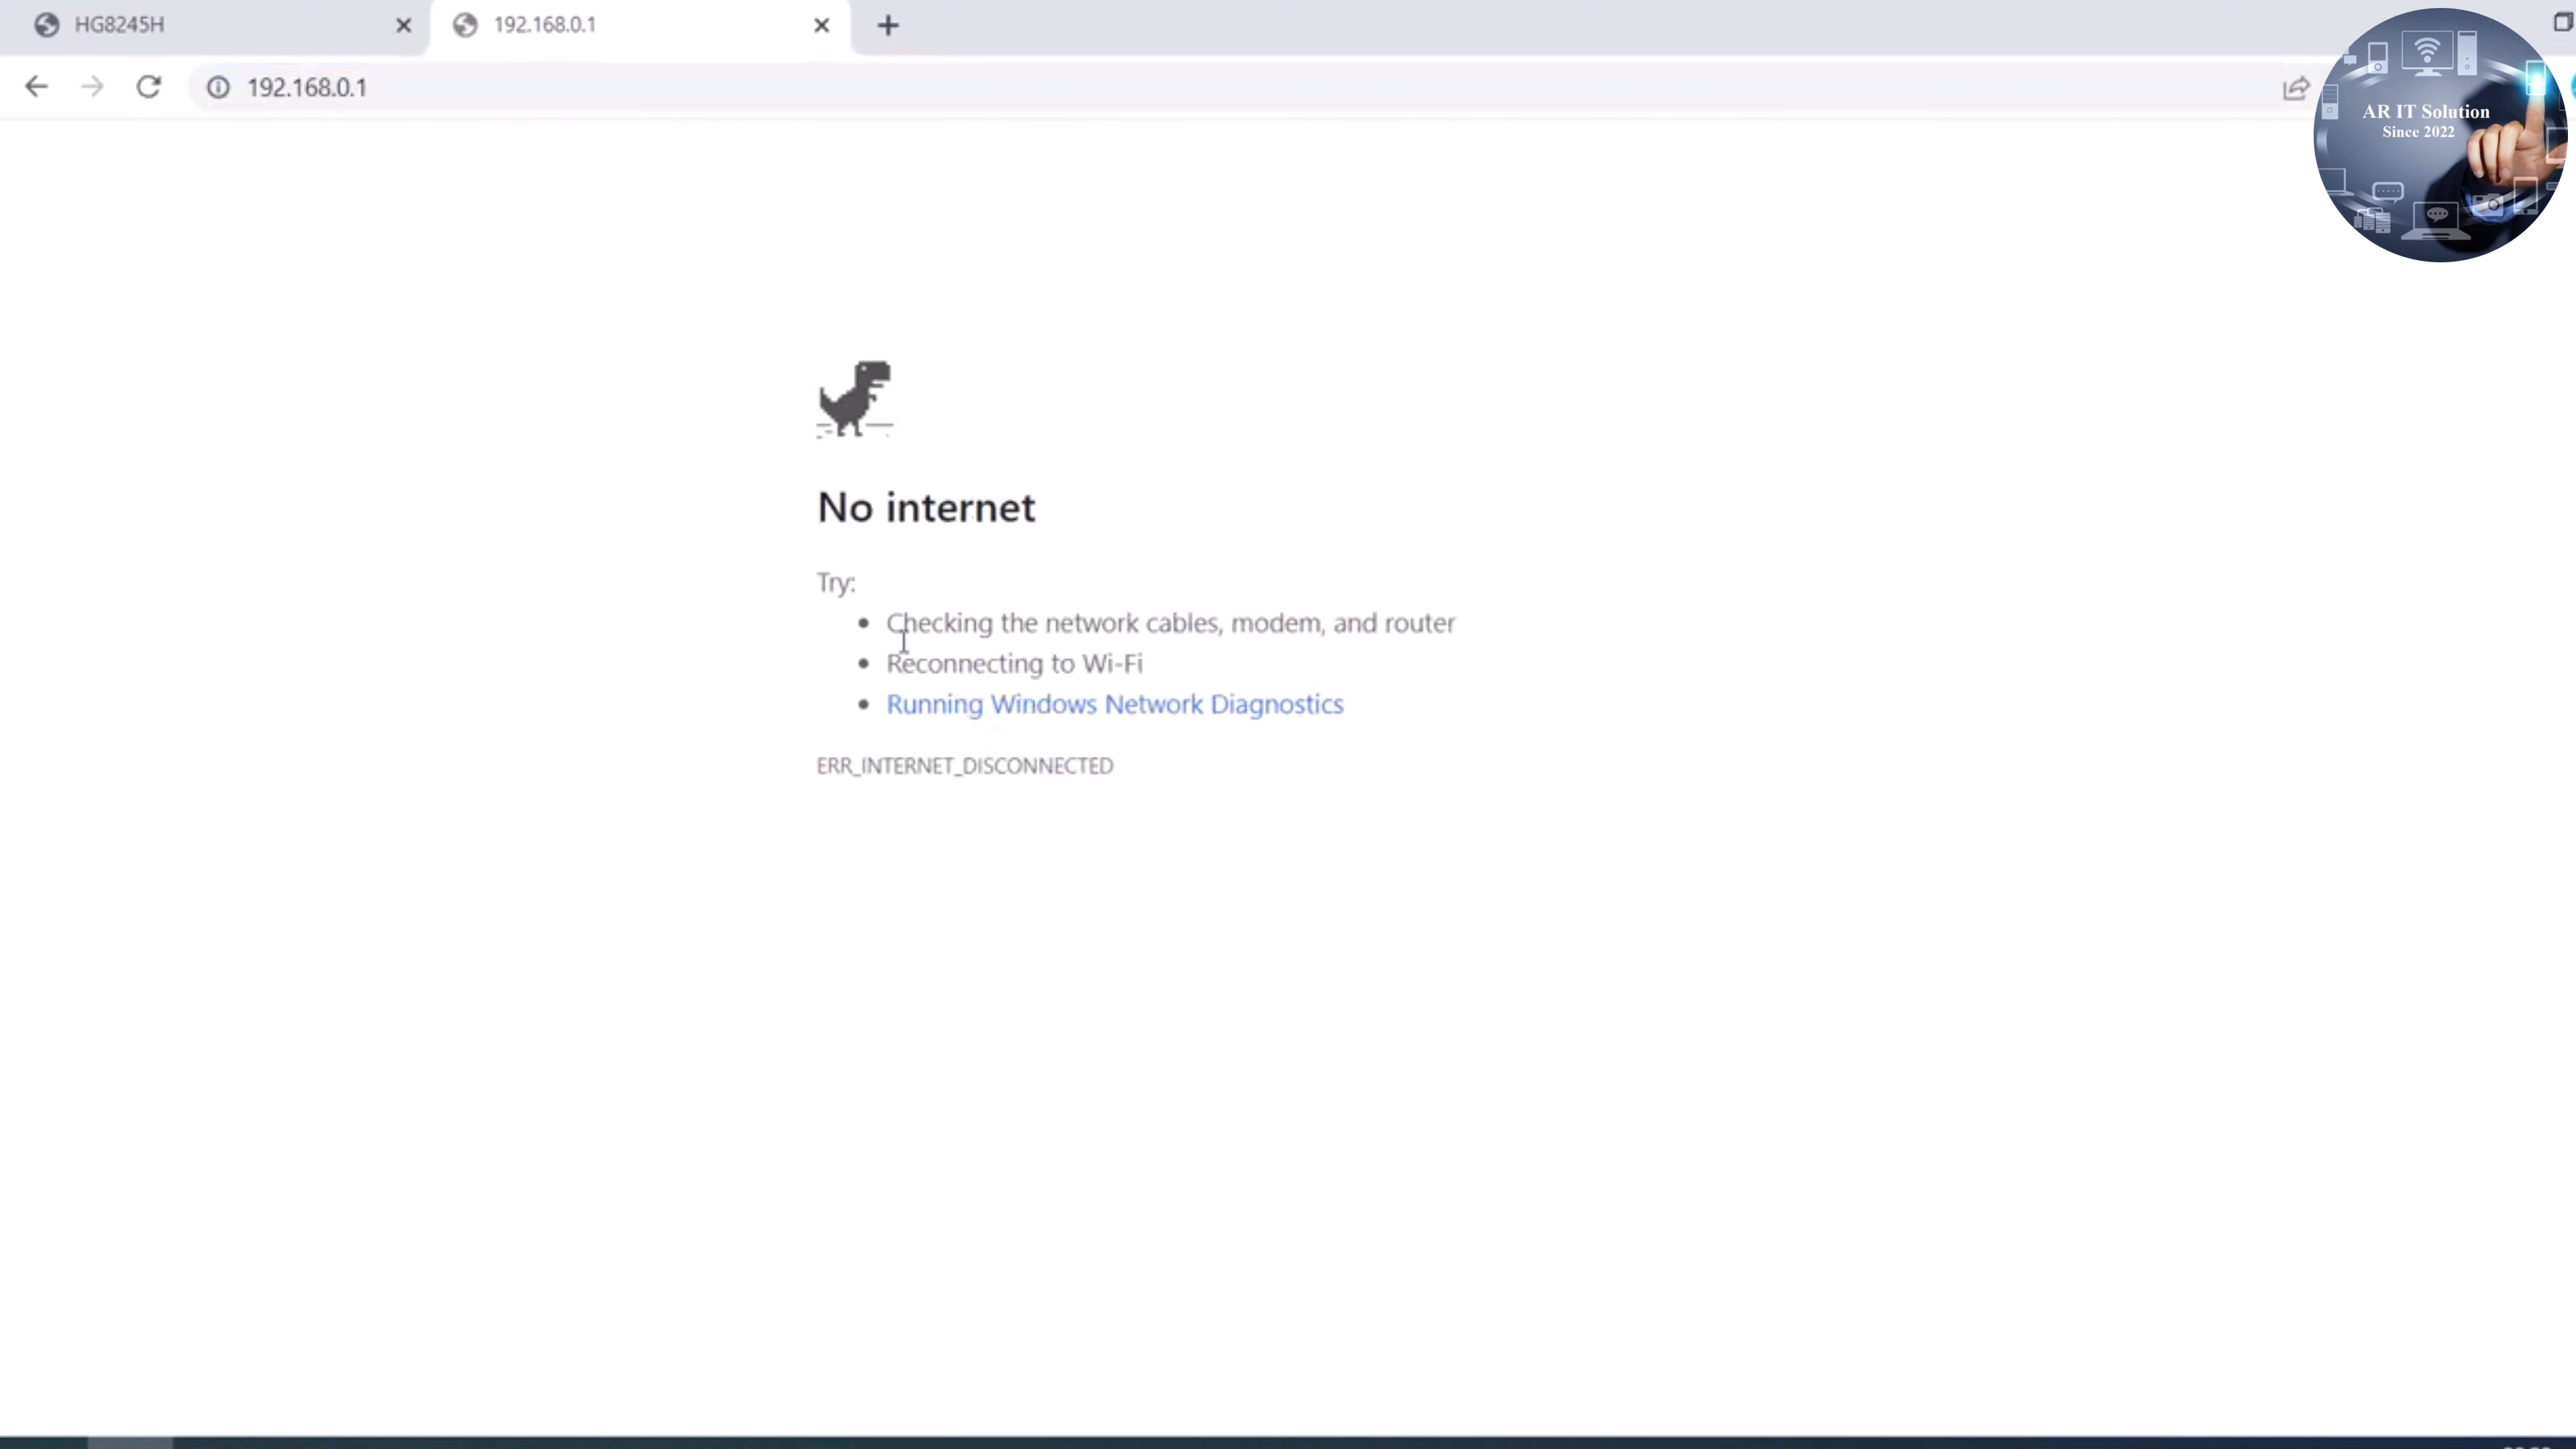 HG8245H
192.168.0.1
192.168.0.1
AR IT Solution
Since 2022
No internet
Try:
Checking the network cables, modem, and router
Reconnecting to Wi-Fi
Running Windows Network Diagnostics
ERR_INTERNET_DISCONNECTED